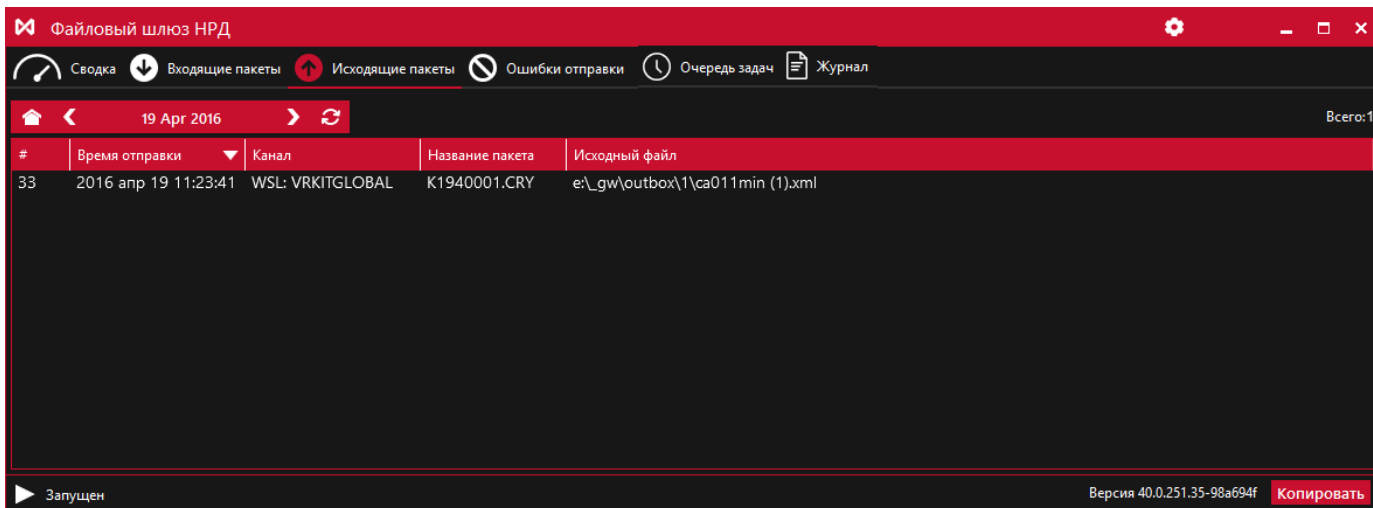 Файловый шлюз НРД
Сводка Входящие пакеты Исходящие пакеты Ошибки отправки Очередь задач Журнал
19 Apr 2016 Всего:1
# Время отправки Канал Название пакета Исходный файл
33 2016 апр 19 11:23:41 WSL: VRKITGLOBAL K1940001.CRY e:\_gw\outbox\1\ca011min (1).xml
Запущен Версия 40.0.251.35-98a694f Копировать